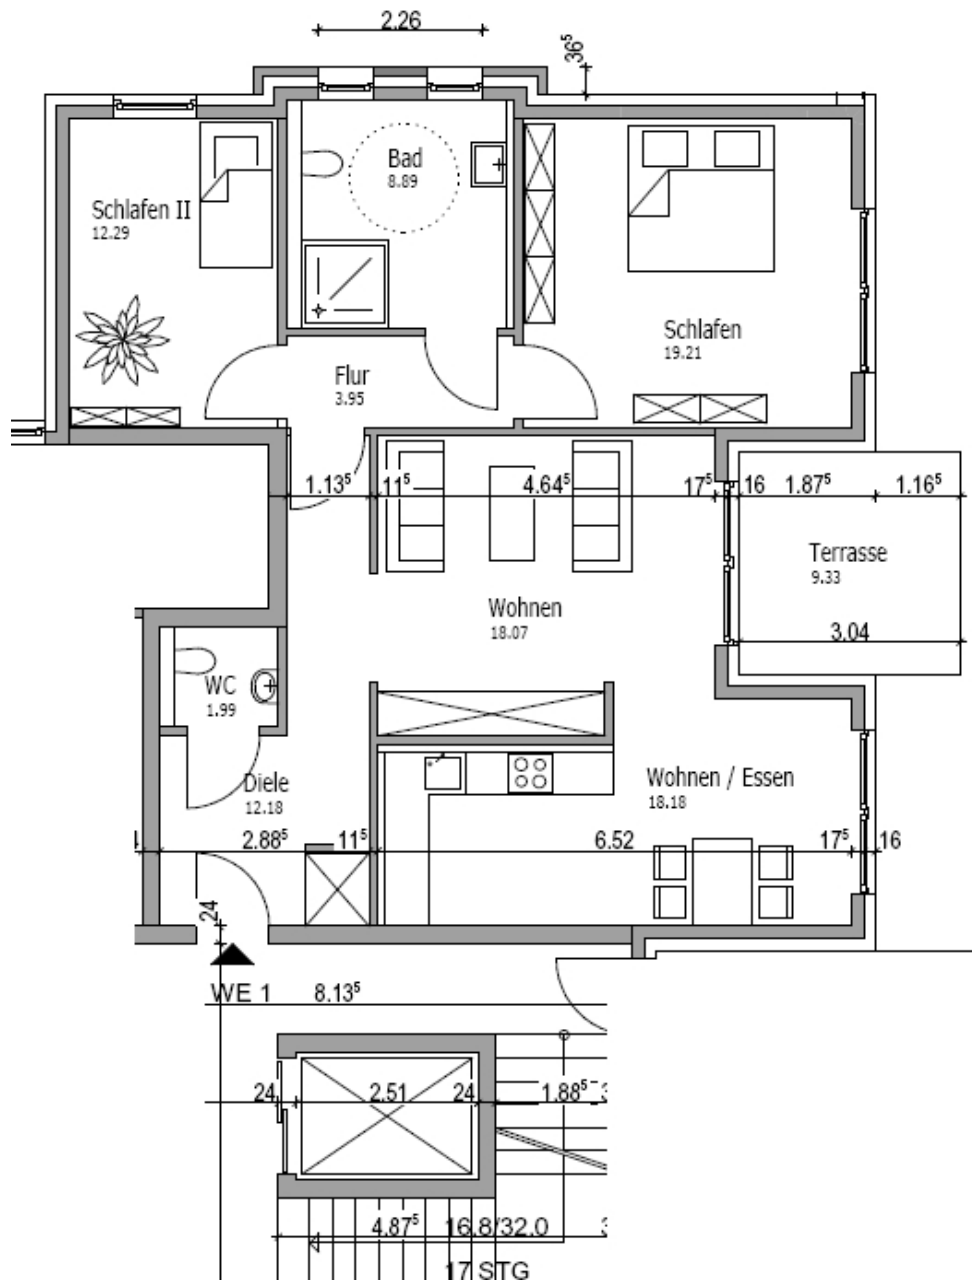 2.26
36⁵
Bad
8.89
Schlafen II
12.29
Schlafen
19.21
Flur
3.95
1.13⁵ 11⁵ 4.64⁵ 17⁵ 16 1.87⁵ 1.16⁵
Terrasse
9.33
Wohnen
18.07
3.04
WC
1.99
Diele
12.18
Wohnen / Essen
18.18
2.88⁵ 11⁵ 6.52 17⁵ 16
24
WE 1 8.13⁵
24 2.51 24 1.88⁵
4.87⁵ 16.8/32.0
17 STG